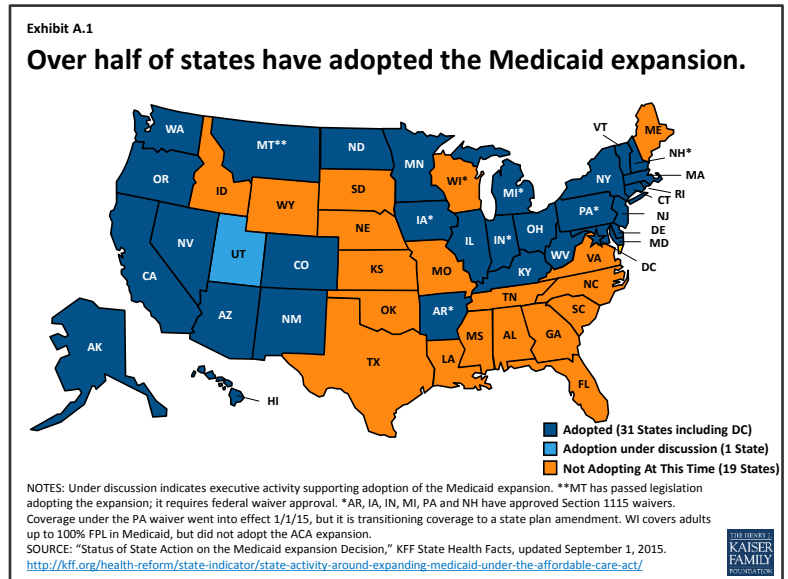 Exhibit A.1
Over half of states have adopted the Medicaid expansion.
WA
MT**
ND
MN
OR
ID
WY
SD
WI*
MI*
VT
ME
NH*
NY
MA
RI
CT
NJ
DE
MD
DC
PA*
NV
UT
CO
NE
IA*
IL
IN*
OH
WV
VA
CA
KS
MO
KY
NC
AZ
NM
OK
AR*
TN
SC
TX
LA
MS
AL
GA
FL
AK
HI
Adopted (31 States including DC)
Adoption under discussion (1 State)
Not Adopting At This Time (19 States)
NOTES: Under discussion indicates executive activity supporting adoption of the Medicaid expansion. **MT has passed legislation
adopting the expansion; it requires federal waiver approval. *AR, IA, IN, MI, PA and NH have approved Section 1115 waivers.
Coverage under the PA waiver went into effect 1/1/15, but it is transitioning coverage to a state plan amendment. WI covers adults
up to 100% FPL in Medicaid, but did not adopt the ACA expansion.
SOURCE: "Status of State Action on the Medicaid expansion Decision," KFF State Health Facts, updated September 1, 2015.
http://kff.org/health-reform/state-indicator/state-activity-around-expanding-medicaid-under-the-affordable-care-act/
THE HENRY J.
KAISER
FAMILY
FOUNDATION